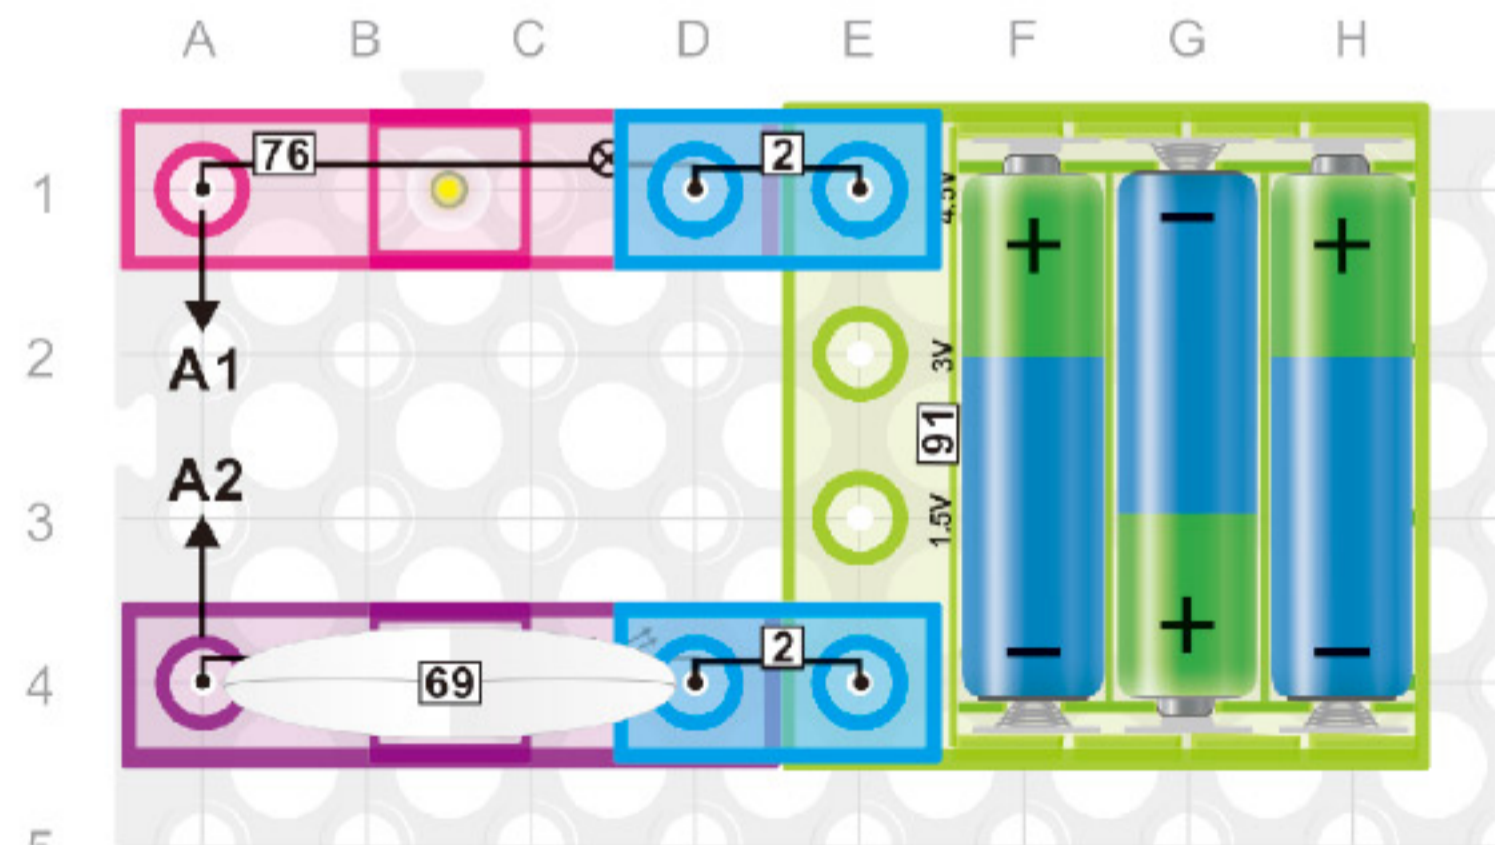 A B C D E F G H
1 76 2 4.5V + − +
2 A1 3V
91
3 A2 1.5V
4 69 2 − + −
5